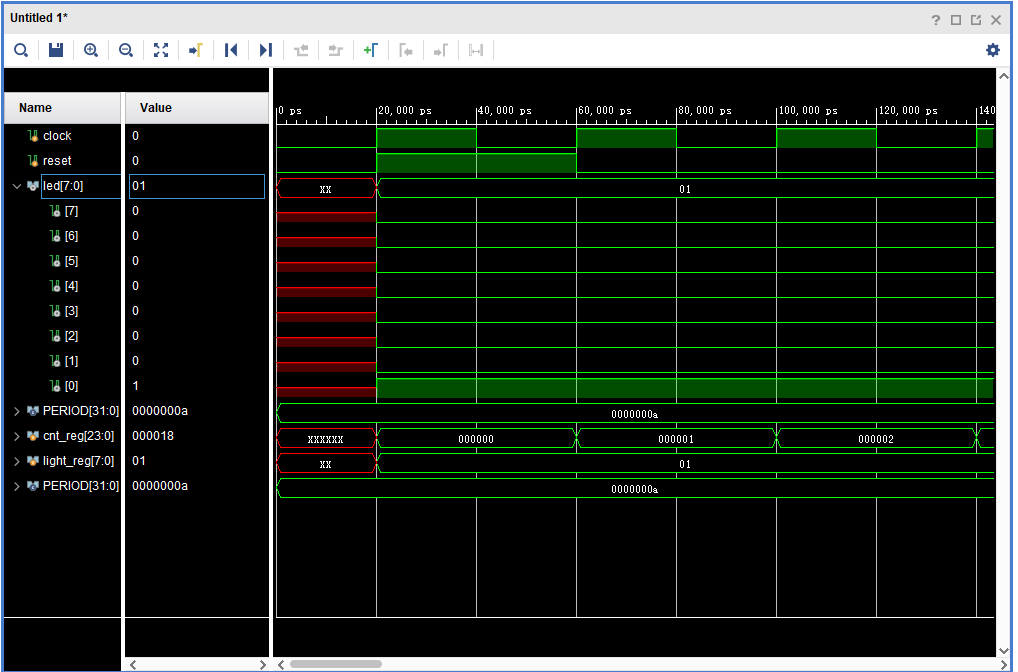 Untitled 1*
?
Name Value
0 ps 20,000 ps 40,000 ps 60,000 ps 80,000 ps 100,000 ps 120,000 ps 140
clock 0
reset 0
led[7:0] 01 XX 01
[7] 0
[6] 0
[5] 0
[4] 0
[3] 0
[2] 0
[1] 0
[0] 1
PERIOD[31:0] 0000000a 0000000a
cnt_reg[23:0] 000018 XXXXXX 000000 000001 000002
light_reg[7:0] 01 XX 01
PERIOD[31:0] 0000000a 0000000a